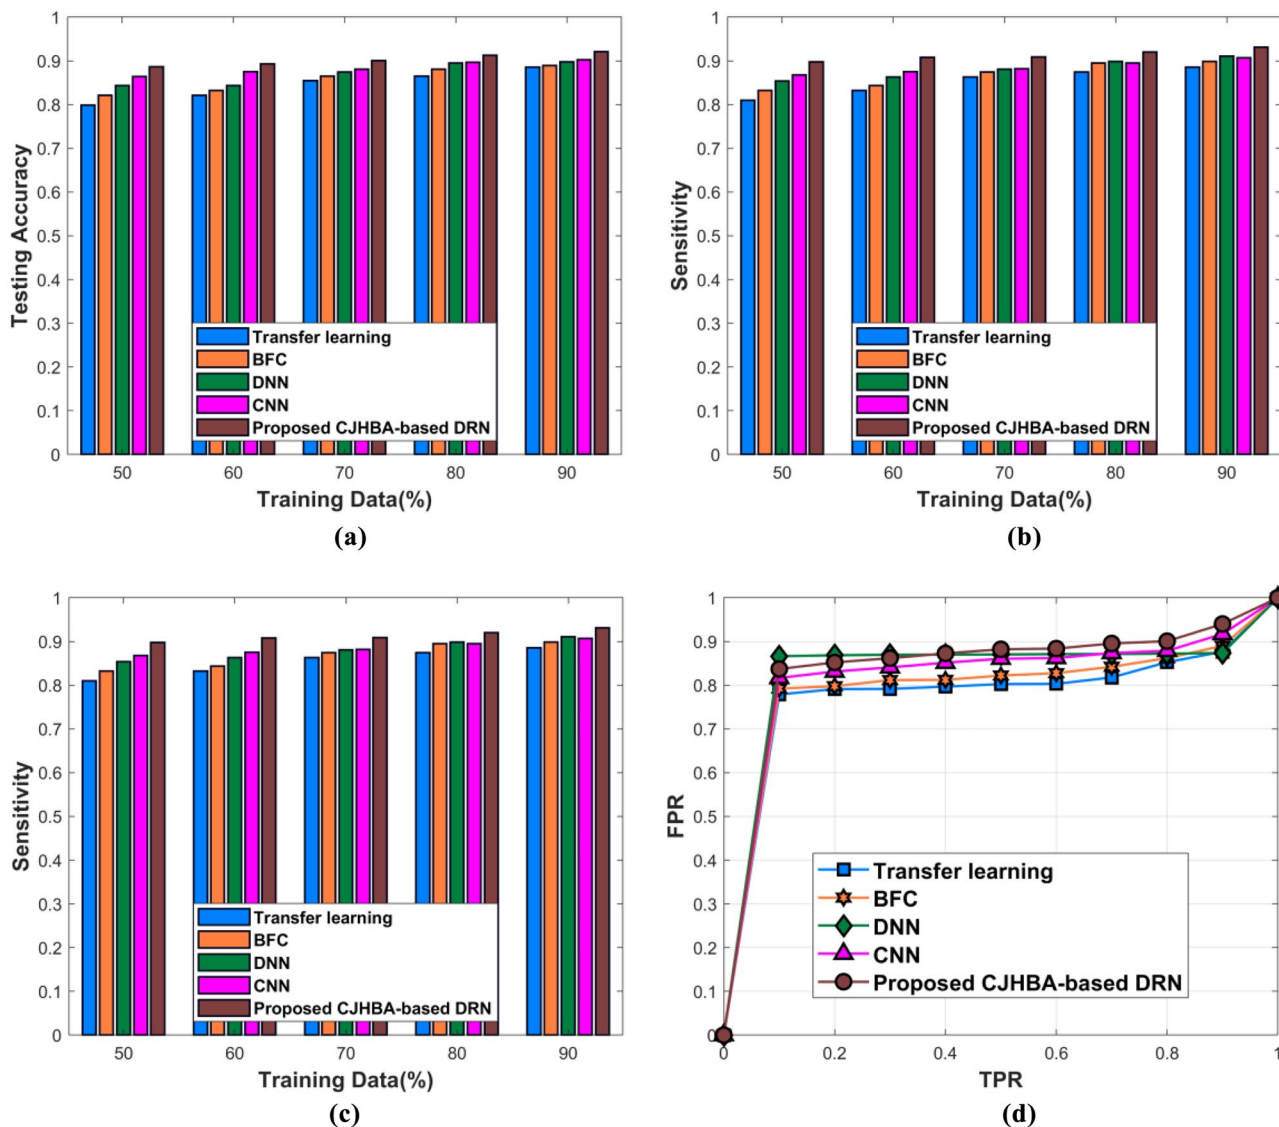 1
0.9
0.8
0.7
0.6
0.5
0.4
0.3
0.2
0.1
0
Testing Accuracy
Transfer learning
BFC
DNN
CNN
Proposed CJHBA-based DRN
50 60 70 80 90
Training Data(%)
(a)
1
0.9
0.8
0.7
0.6
0.5
0.4
0.3
0.2
0.1
0
Sensitivity
Transfer learning
BFC
DNN
CNN
Proposed CJHBA-based DRN
50 60 70 80 90
Training Data(%)
(b)
1
0.9
0.8
0.7
0.6
0.5
0.4
0.3
0.2
0.1
0
Sensitivity
Transfer learning
BFC
DNN
CNN
Proposed CJHBA-based DRN
50 60 70 80 90
Training Data(%)
(c)
1
0.9
0.8
0.7
0.6
0.5
0.4
0.3
0.2
0.1
0
FPR
Transfer learning
BFC
DNN
CNN
Proposed CJHBA-based DRN
0 0.2 0.4 0.6 0.8 1
TPR
(d)